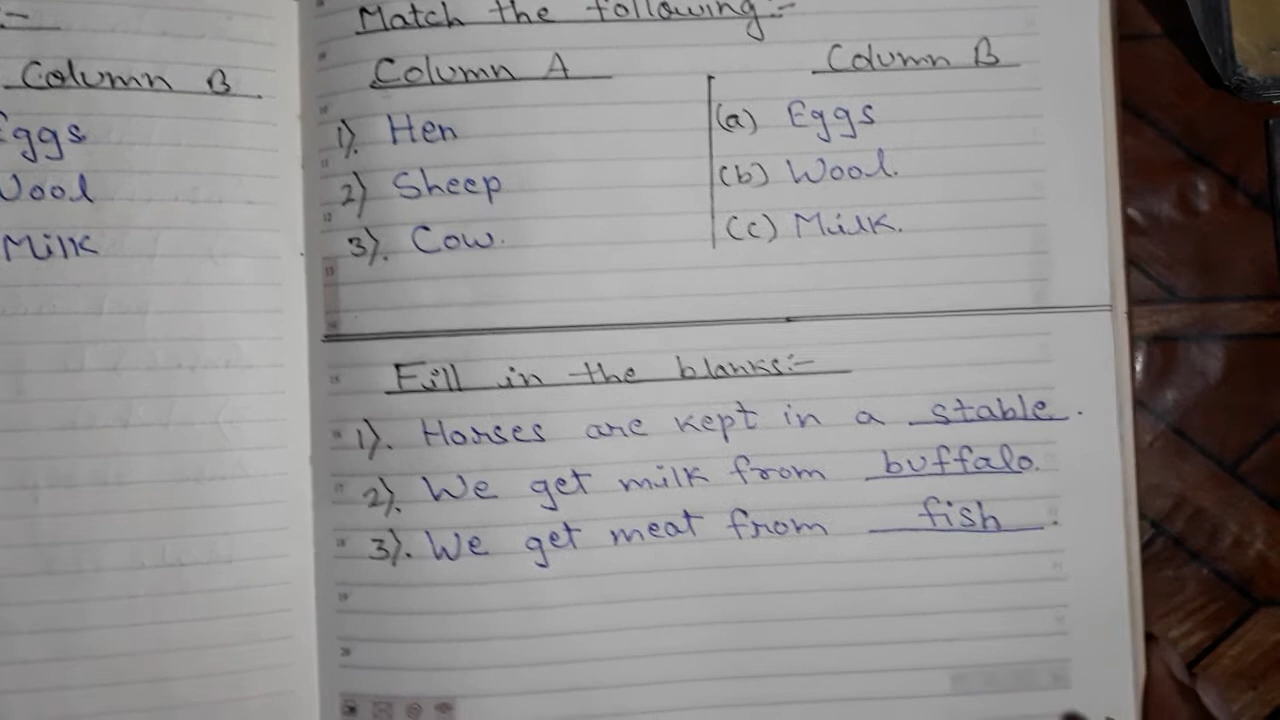 :-
Column B
Eggs
Wool
Milk
Match the following:-
Column A Column B
1). Hen (a) Eggs
2) Sheep (b) Wool.
3). Cow. (c) Milk.
Fill in the blanks:-
1). Horses are kept in a stable.
2). We get milk from buffalo.
3). We get meat from fish.